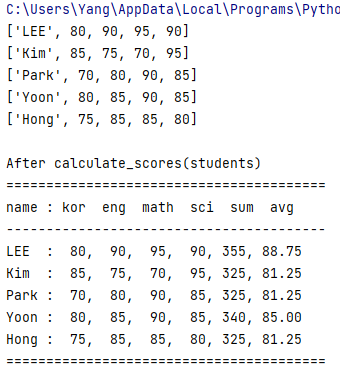 C:\Users\Yang\AppData\Local\Programs\Pytho
['LEE', 80, 90, 95, 90]
['Kim', 85, 75, 70, 95]
['Park', 70, 80, 90, 85]
['Yoon', 80, 85, 90, 85]
['Hong', 75, 85, 85, 80]
After calculate_scores(students)
========================================
name : kor  eng  math  sci  sum  avg
----------------------------------------
LEE  :  80,  90,  95,  90, 355, 88.75
Kim  :  85,  75,  70,  95, 325, 81.25
Park :  70,  80,  90,  85, 325, 81.25
Yoon :  80,  85,  90,  85, 340, 85.00
Hong :  75,  85,  85,  80, 325, 81.25
========================================